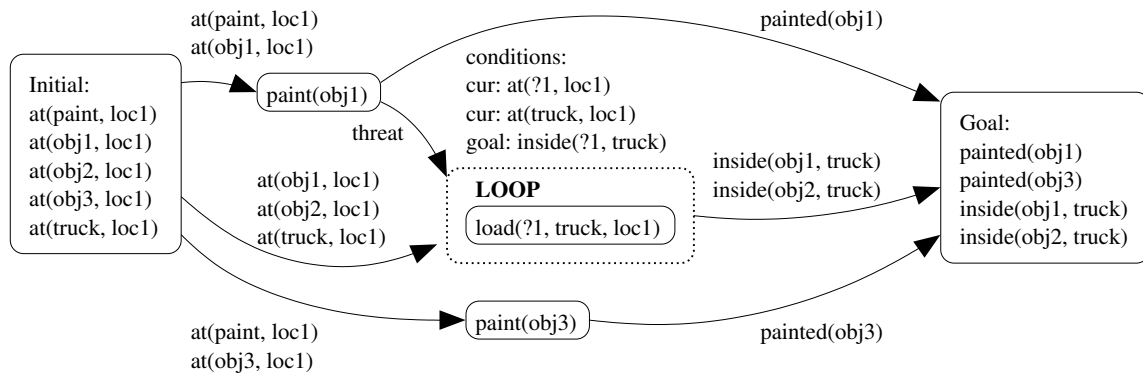 at(paint, loc1)
at(obj1, loc1)
painted(obj1)
Initial:
at(paint, loc1)
at(obj1, loc1)
at(obj2, loc1)
at(obj3, loc1)
at(truck, loc1)
paint(obj1)
threat
conditions:
cur: at(?1, loc1)
cur: at(truck, loc1)
goal: inside(?1, truck)
at(obj1, loc1)
at(obj2, loc1)
at(truck, loc1)
LOOP
load(?1, truck, loc1)
inside(obj1, truck)
inside(obj2, truck)
Goal:
painted(obj1)
painted(obj3)
inside(obj1, truck)
inside(obj2, truck)
at(paint, loc1)
at(obj3, loc1)
paint(obj3)
painted(obj3)